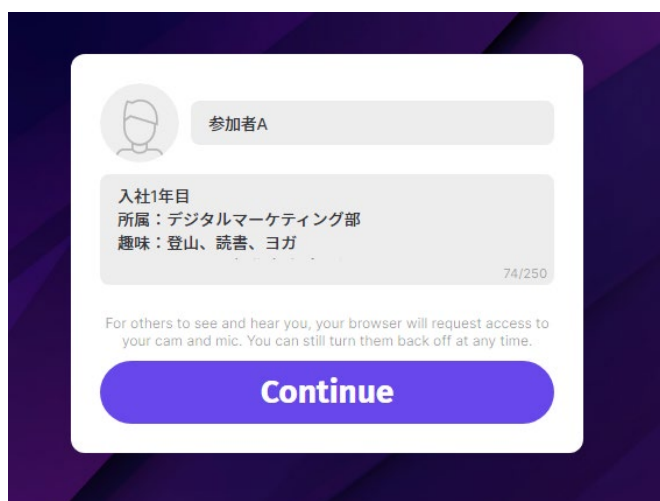 参加者A
入社1年目
所属：デジタルマーケティング部
趣味：登山、読書、ヨガ
74/250
For others to see and hear you, your browser will request access to
your cam and mic. You can still turn them back off at any time.
Continue